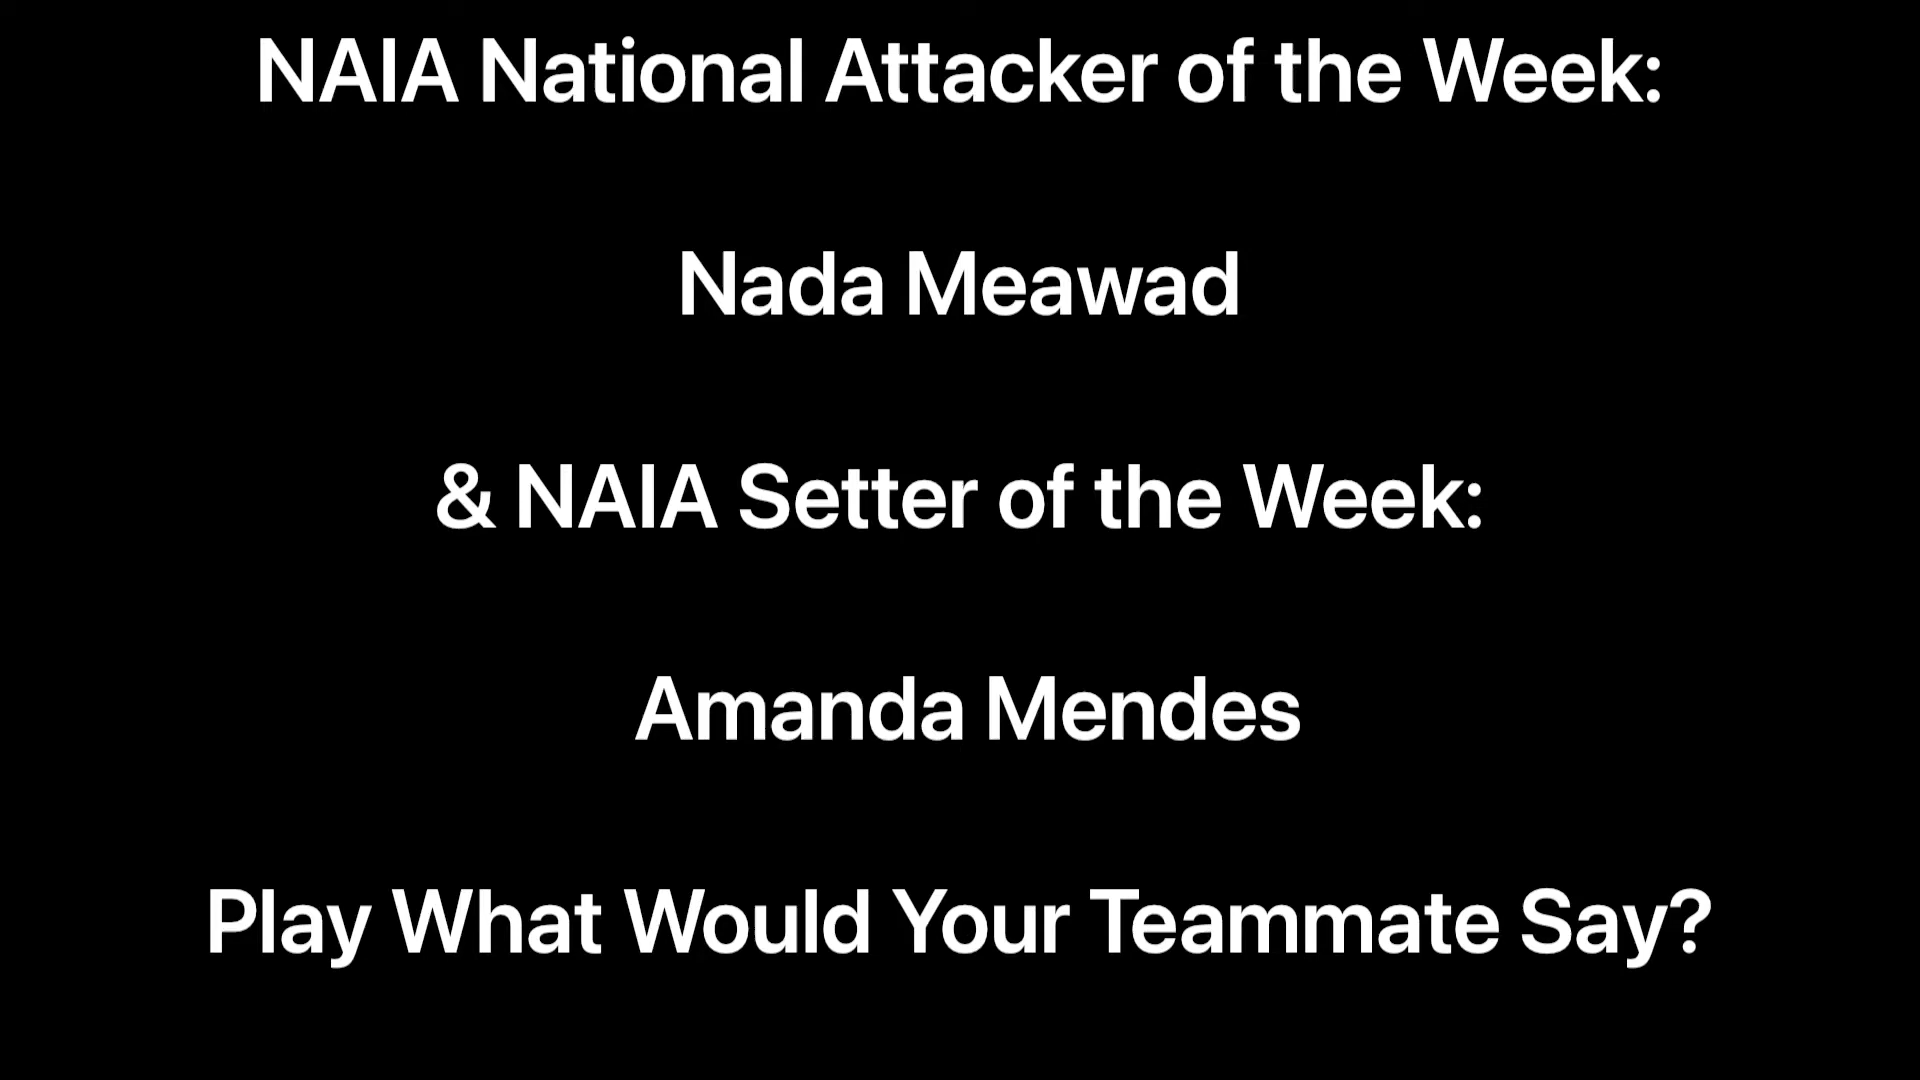 NAIA National Attacker of the Week:
Nada Meawad
& NAIA Setter of the Week:
Amanda Mendes
Play What Would Your Teammate Say?